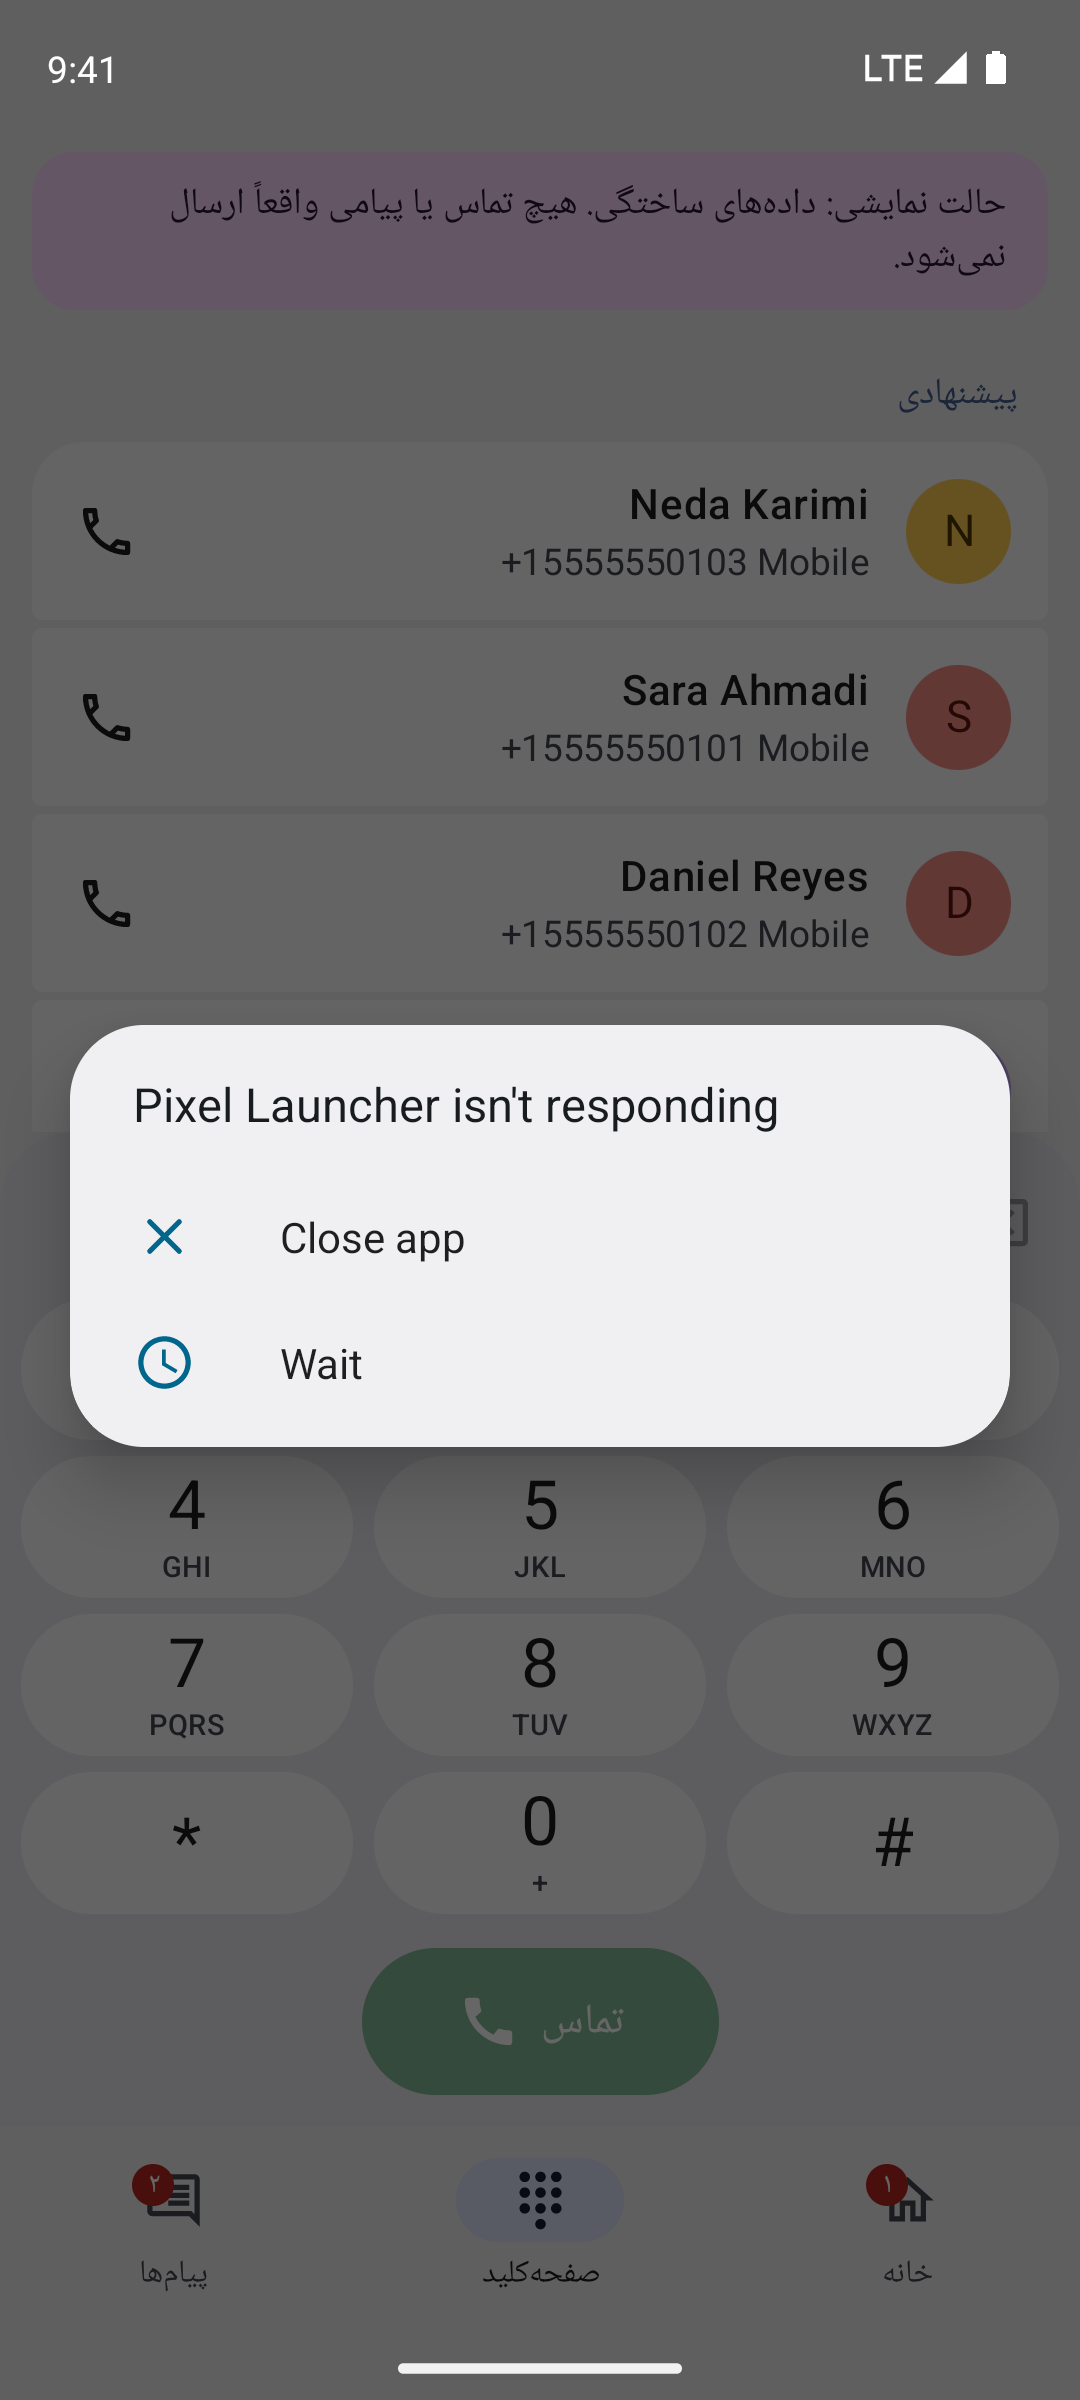 9:41
LTE
حالت نمایشی: داده‌های ساختگی. هیچ تماس یا پیامی واقعاً ارسال
نمی‌شود.
پیشنهادی
Neda Karimi
+15555550103 Mobile
N
Sara Ahmadi
+15555550101 Mobile
S
Daniel Reyes
+15555550102 Mobile
D
Pixel Launcher isn't responding
Close app
Wait
4
GHI
5
JKL
6
MNO
7
PQRS
8
TUV
9
WXYZ
*
0
+
#
تماس
۱
خانه
صفحه‌کلید
۲
پیام‌ها